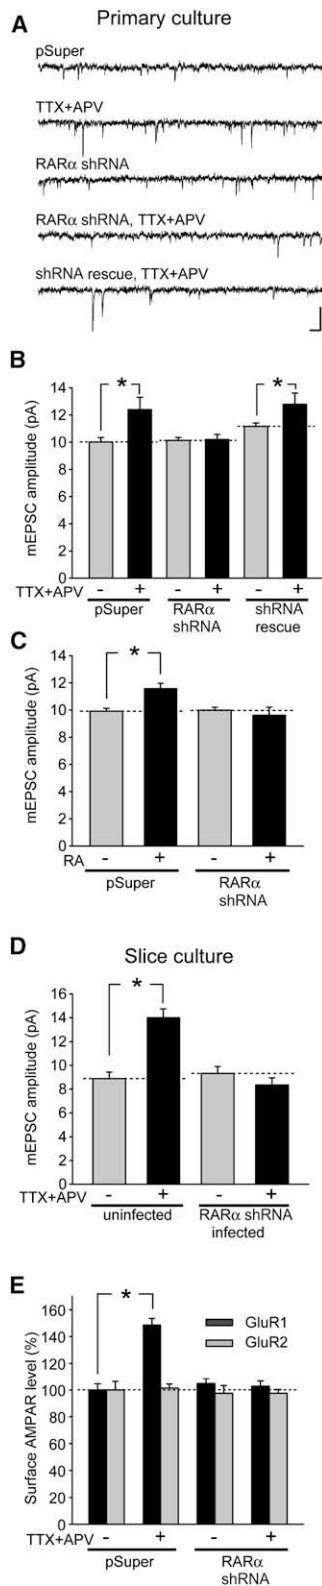 A Primary culture
pSuper
TTX+APV
RARα shRNA
RARα shRNA, TTX+APV
shRNA rescue, TTX+APV
B
mEPSC amplitude (pA)
14
12
10
8
6
4
2
0
* *
TTX+APV - + - + - +
pSuper RARα shRNA shRNA rescue
C
mEPSC amplitude (pA)
14
12
10
8
6
4
2
0
*
RA - + - +
pSuper RARα shRNA
D Slice culture
mEPSC amplitude (pA)
16
14
12
10
8
6
4
2
0
*
TTX+APV - + - +
uninfected RARα shRNA infected
E
Surface AMPAR level (%)
160
140
120
100
80
60
40
20
0
*
GluR1
GluR2
TTX+APV - + - +
pSuper RARα shRNA